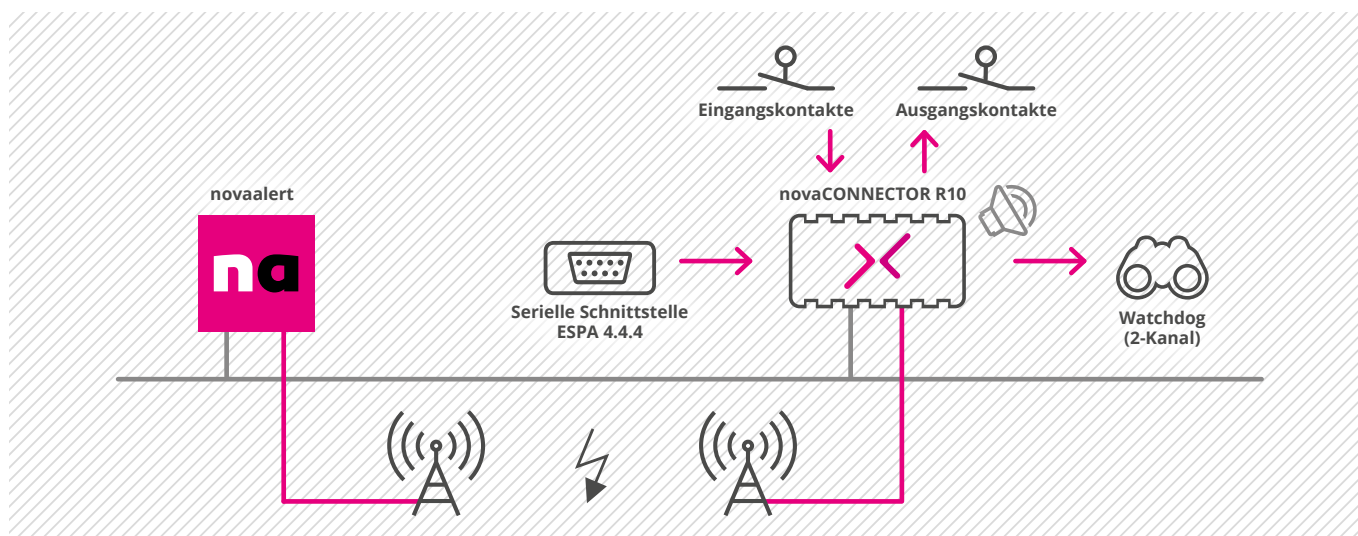 Eingangskontakte
Ausgangskontakte
novaalert
na
novaCONNECTOR R10
Serielle Schnittstelle
ESPA 4.4.4
Watchdog
(2-Kanal)